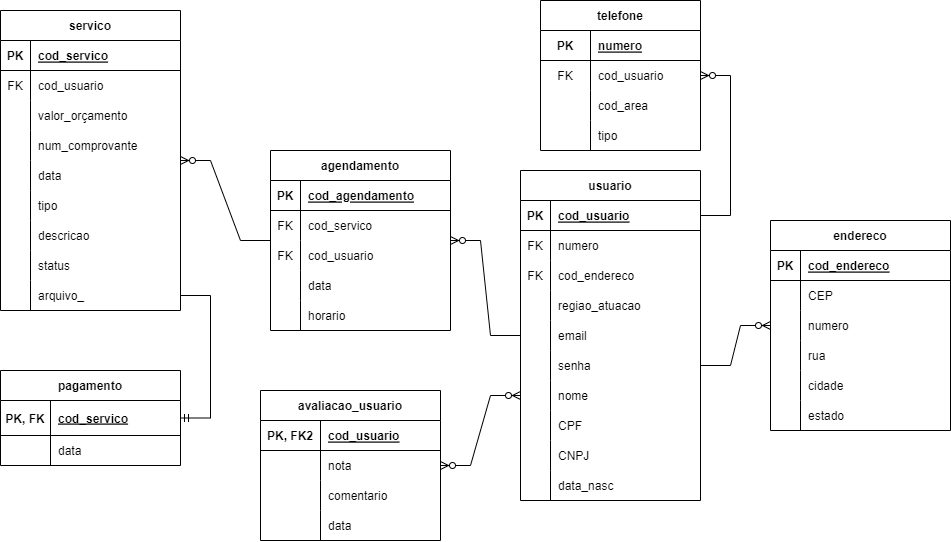 servico
PK cod_servico
FK cod_usuario
valor_orçamento
num_comprovante
data
tipo
descricao
status
arquivo_
telefone
PK numero
FK cod_usuario
cod_area
tipo
agendamento
PK cod_agendamento
FK cod_servico
FK cod_usuario
data
horario
usuario
PK cod_usuario
FK numero
FK cod_endereco
regiao_atuacao
email
senha
nome
CPF
CNPJ
data_nasc
endereco
PK cod_endereco
CEP
numero
rua
cidade
estado
pagamento
PK, FK cod_servico
data
avaliacao_usuario
PK, FK2 cod_usuario
nota
comentario
data